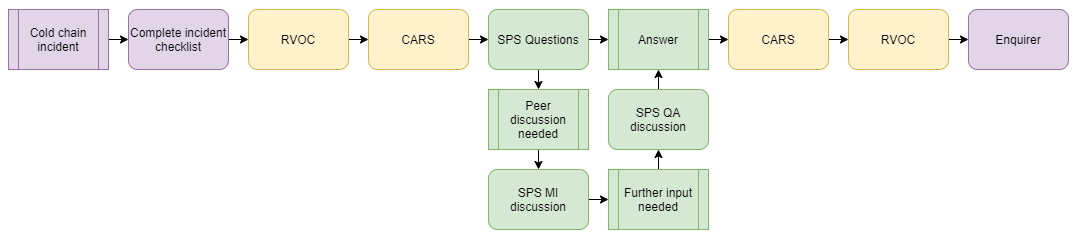 Cold chain
incident
Complete incident
checklist
RVOC
CARS
SPS Questions
Answer
CARS
RVOC
Enquirer
Peer
discussion
needed
SPS QA
discussion
SPS MI
discussion
Further input
needed